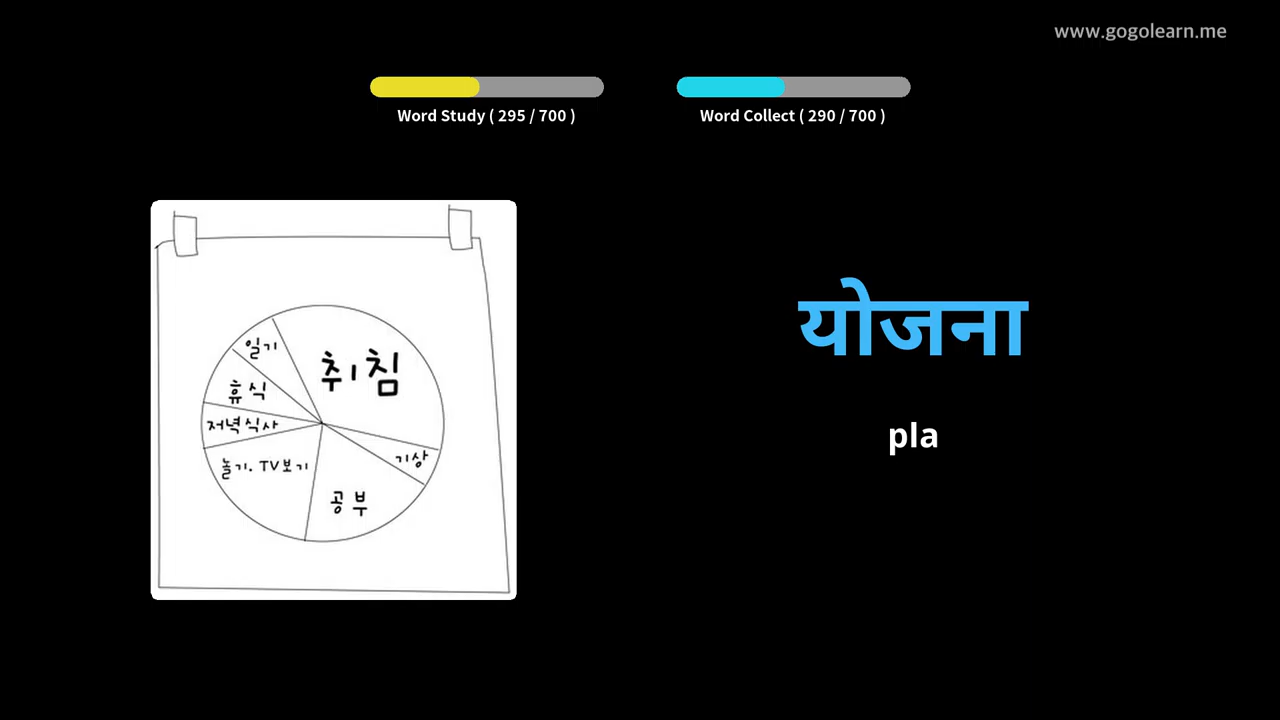 www.gogolearn.me
Word Study ( 295 / 700 )
Word Collect ( 290 / 700 )
일기
취침
휴식
저녁식사
놀기. TV보기
기상
공부
योजना
pla